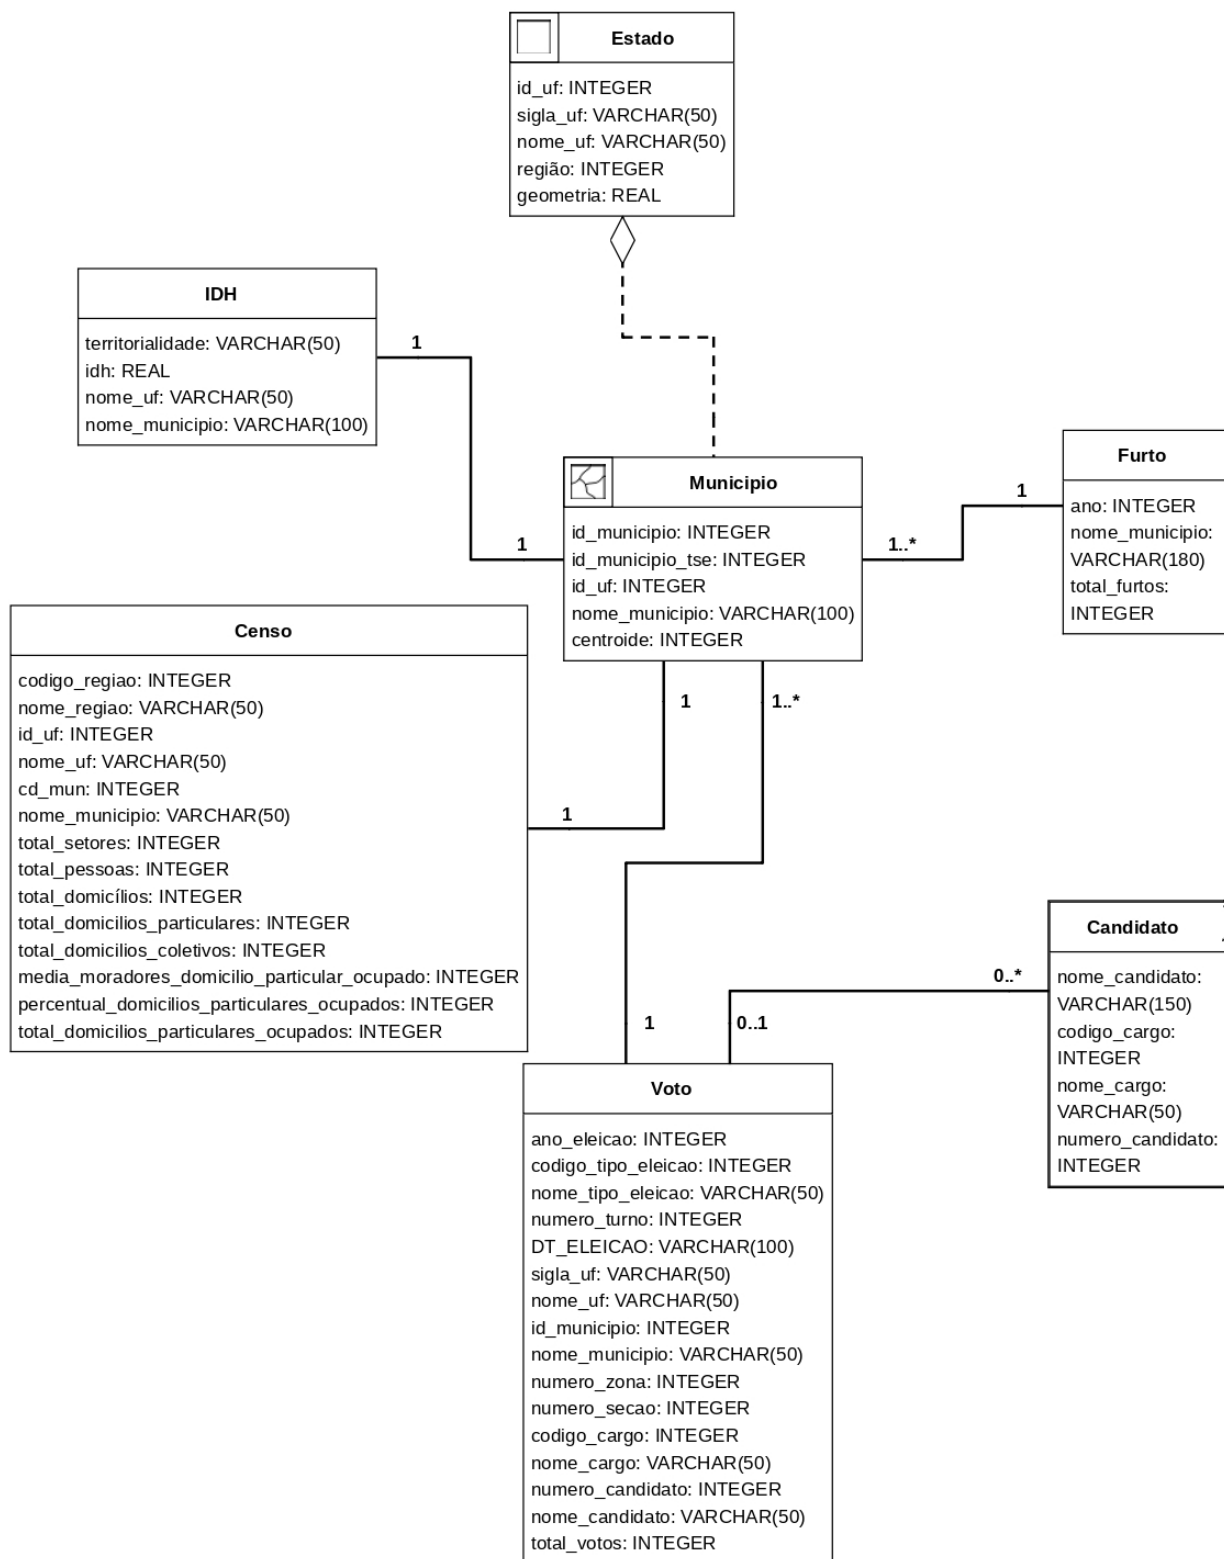 Estado
id_uf: INTEGER
sigla_uf: VARCHAR(50)
nome_uf: VARCHAR(50)
região: INTEGER
geometria: REAL
IDH
territorialidade: VARCHAR(50)
idh: REAL
nome_uf: VARCHAR(50)
nome_municipio: VARCHAR(100)
1
1
Municipio
id_municipio: INTEGER
id_municipio_tse: INTEGER
id_uf: INTEGER
nome_municipio: VARCHAR(100)
centroide: INTEGER
1..*
1
Furto
ano: INTEGER
nome_municipio:
VARCHAR(180)
total_furtos:
INTEGER
Censo
codigo_regiao: INTEGER
nome_regiao: VARCHAR(50)
id_uf: INTEGER
nome_uf: VARCHAR(50)
cd_mun: INTEGER
nome_municipio: VARCHAR(50)
total_setores: INTEGER
total_pessoas: INTEGER
total_domicílios: INTEGER
total_domicilios_particulares: INTEGER
total_domicilios_coletivos: INTEGER
media_moradores_domicilio_particular_ocupado: INTEGER
percentual_domicilios_particulares_ocupados: INTEGER
total_domicilios_particulares_ocupados: INTEGER
1
1
1..*
1
0..1
0..*
Candidato
nome_candidato:
VARCHAR(150)
codigo_cargo:
INTEGER
nome_cargo:
VARCHAR(50)
numero_candidato:
INTEGER
Voto
ano_eleicao: INTEGER
codigo_tipo_eleicao: INTEGER
nome_tipo_eleicao: VARCHAR(50)
numero_turno: INTEGER
DT_ELEICAO: VARCHAR(100)
sigla_uf: VARCHAR(50)
nome_uf: VARCHAR(50)
id_municipio: INTEGER
nome_municipio: VARCHAR(50)
numero_zona: INTEGER
numero_secao: INTEGER
codigo_cargo: INTEGER
nome_cargo: VARCHAR(50)
numero_candidato: INTEGER
nome_candidato: VARCHAR(50)
total_votos: INTEGER